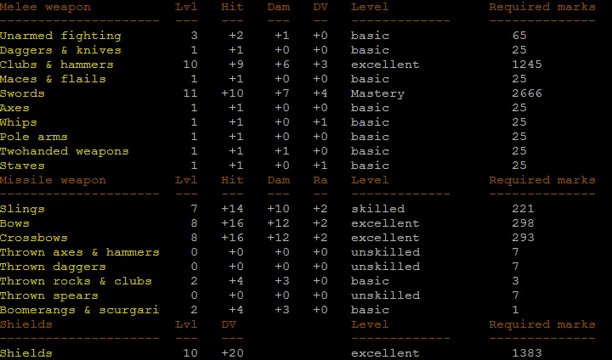 Melee weapon Lvl Hit Dam DV Level Required marks
-------------------- --- --- --- -- ------------ --------------
Unarmed fighting 3 +2 +1 +0 basic 65
Daggers & knives 1 +1 +0 +0 basic 25
Clubs & hammers 10 +9 +6 +3 excellent 1245
Maces & flails 1 +1 +0 +0 basic 25
Swords 11 +10 +7 +4 Mastery 2666
Axes 1 +1 +0 +0 basic 25
Whips 1 +1 +0 +1 basic 25
Pole arms 1 +1 +0 +0 basic 25
Twohanded weapons 1 +1 +1 +0 basic 25
Staves 1 +1 +0 +1 basic 25
Missile weapon Lvl Hit Dam Ra Level Required marks
-------------------- --- --- --- -- ------------ --------------
Slings 7 +14 +10 +2 skilled 221
Bows 8 +16 +12 +2 excellent 298
Crossbows 8 +16 +12 +2 excellent 293
Thrown axes & hammers 0 +0 +0 +0 unskilled 7
Thrown daggers 0 +0 +0 +0 unskilled 7
Thrown rocks & clubs 2 +4 +3 +0 basic 3
Thrown spears 0 +0 +0 +0 unskilled 7
Boomerangs & scurgari 2 +4 +3 +0 basic 1
Shields Lvl DV Level Required marks
-------------------- --- --- ------------ --------------
Shields 10 +20 excellent 1383